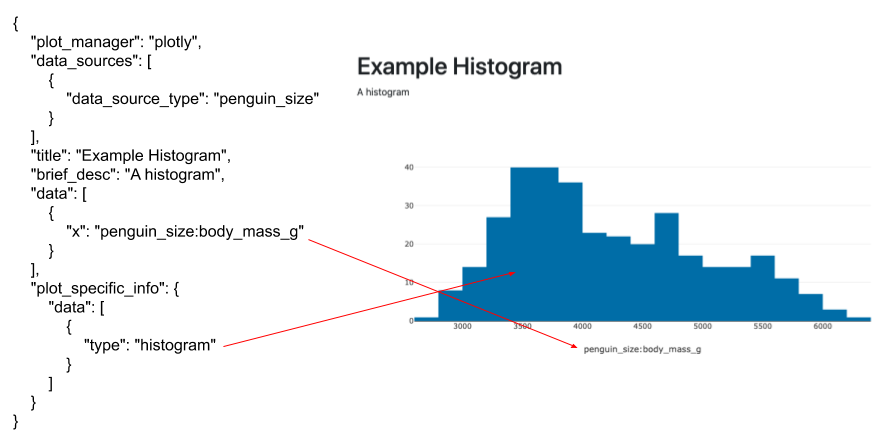 {
"plot_manager": "plotly",
"data_sources": [
{
"data_source_type": "penguin_size"
}
],
"title": "Example Histogram",
"brief_desc": "A histogram",
"data": [
{
"x": "penguin_size:body_mass_g"
}
],
"plot_specific_info": {
"data": [
{
"type": "histogram"
}
]
}
}
Example Histogram
A histogram
40
30
20
10
0
3000 3500 4000 4500 5000 5500 6000
penguin_size:body_mass_g